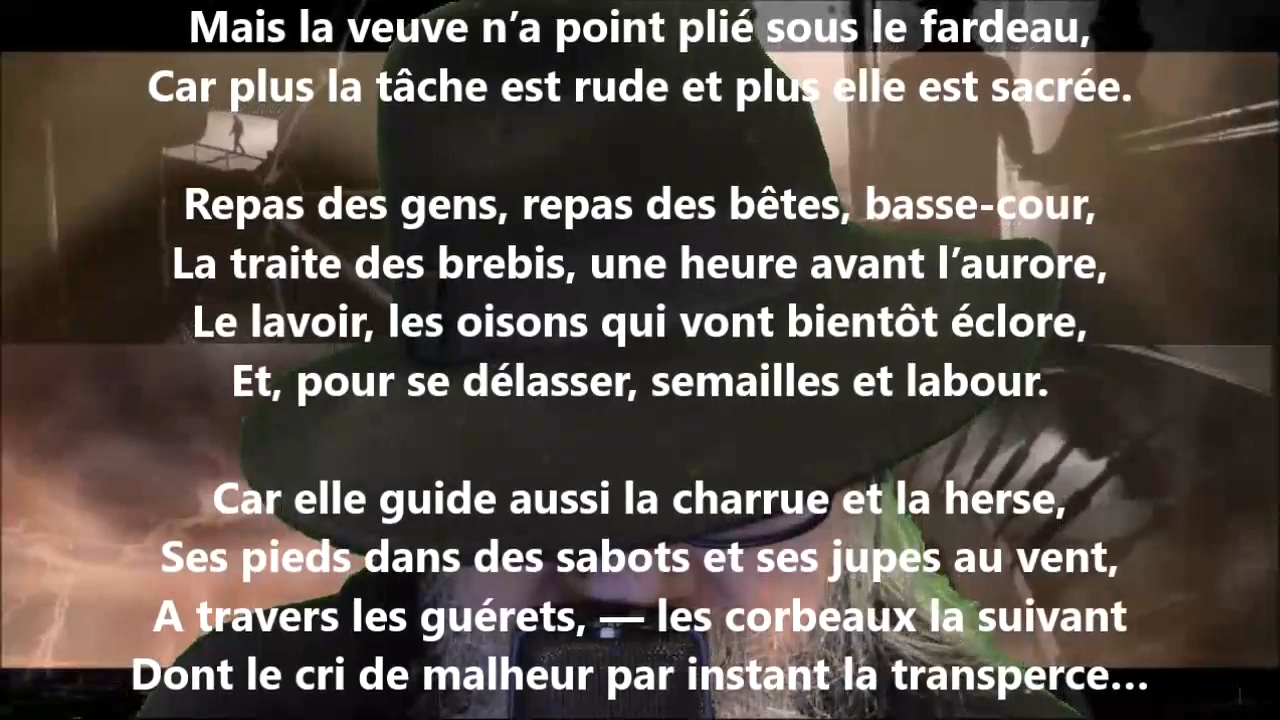 Mais la veuve n’a point plié sous le fardeau,
Car plus la tâche est rude et plus elle est sacrée.
Repas des gens, repas des bêtes, basse-cour,
La traite des brebis, une heure avant l’aurore,
Le lavoir, les oisons qui vont bientôt éclore,
Et, pour se délasser, semailles et labour.
Car elle guide aussi la charrue et la herse,
Ses pieds dans des sabots et ses jupes au vent,
A travers les guérets, — les corbeaux la suivant
Dont le cri de malheur par instant la transperce…